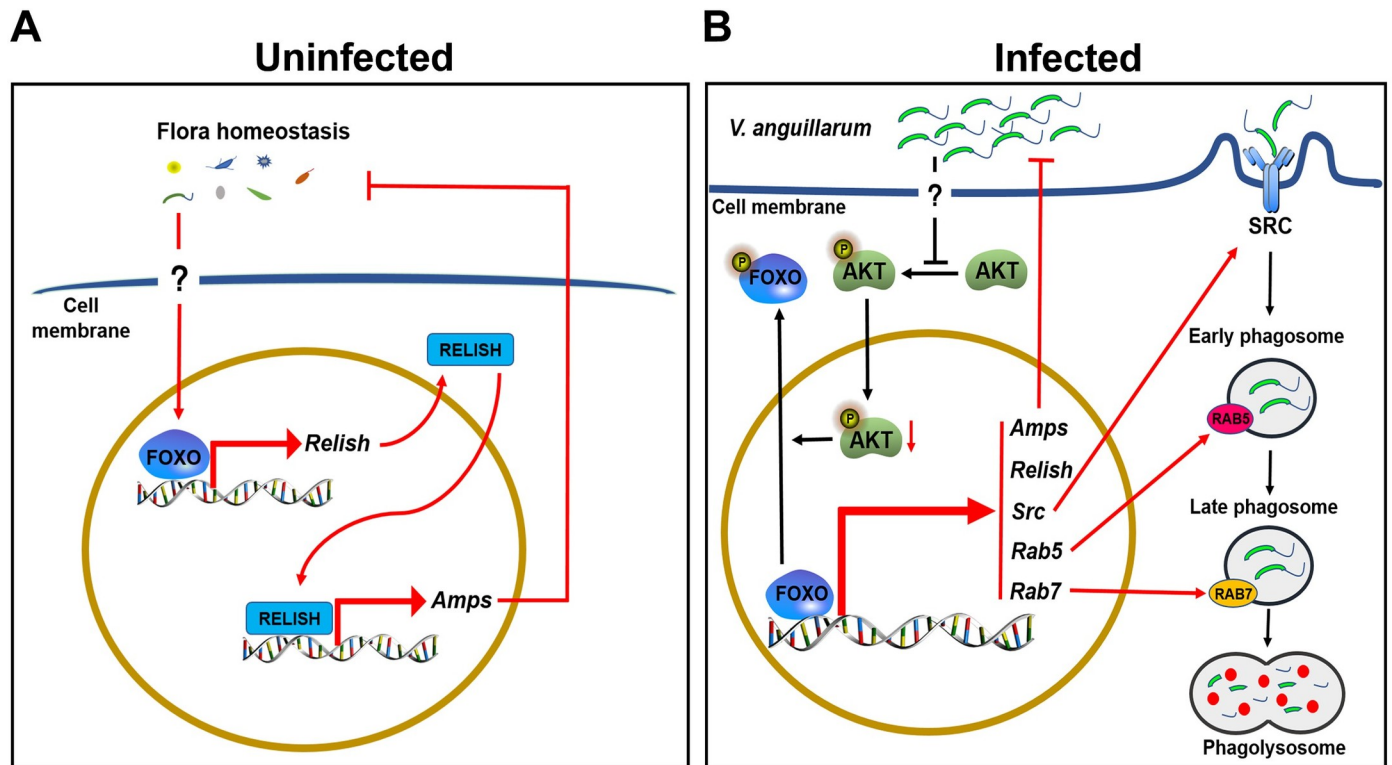 A
Uninfected
Flora homeostasis
?
Cell
membrane
RELISH
FOXO
Relish
RELISH
Amps
B
Infected
V. anguillarum
?
Cell membrane
SRC
P
FOXO
P
AKT
AKT
Early phagosome
RAB5
P
AKT
Amps
Relish
Src
Rab5
Rab7
Late phagosome
FOXO
RAB7
Phagolysosome